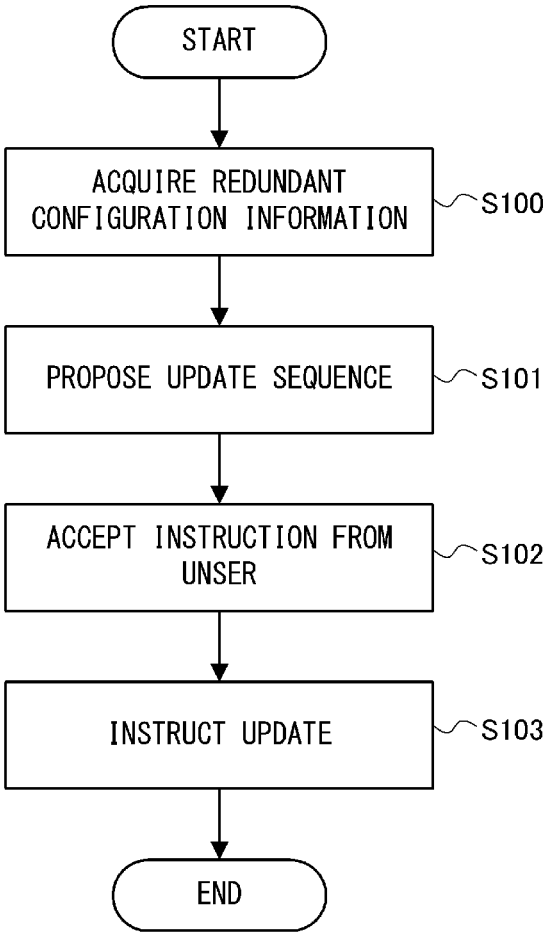 START
ACQUIRE REDUNDANT
CONFIGURATION INFORMATION
S100
PROPOSE UPDATE SEQUENCE
S101
ACCEPT INSTRUCTION FROM
UNSER
S102
INSTRUCT UPDATE
S103
END